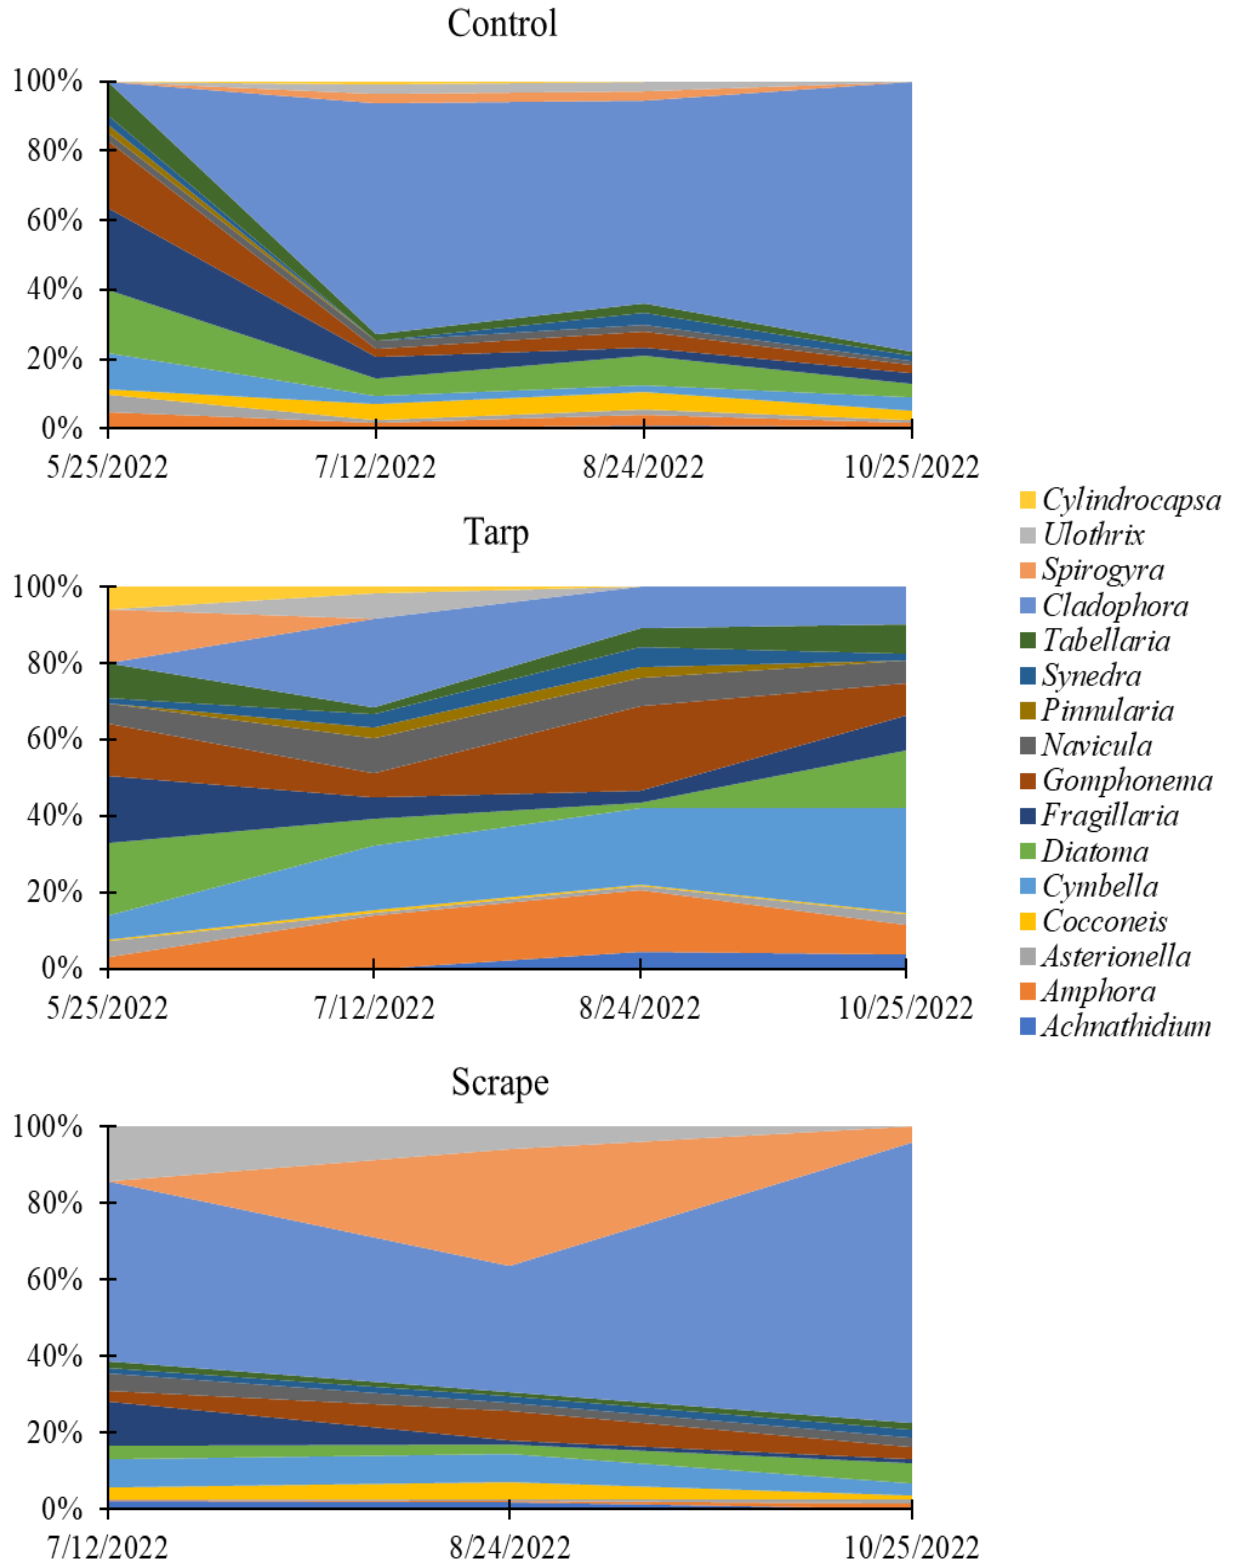 Control
100%
80%
60%
40%
20%
0%
5/25/2022 7/12/2022 8/24/2022 10/25/2022
Tarp
100%
80%
60%
40%
20%
0%
5/25/2022 7/12/2022 8/24/2022 10/25/2022
Cylindrocapsa
Ulothrix
Spirogyra
Cladophora
Tabellaria
Synedra
Pinnularia
Navicula
Gomphonema
Fragillaria
Diatoma
Cymbella
Cocconeis
Asterionella
Amphora
Achnathidium
Scrape
100%
80%
60%
40%
20%
0%
7/12/2022 8/24/2022 10/25/2022